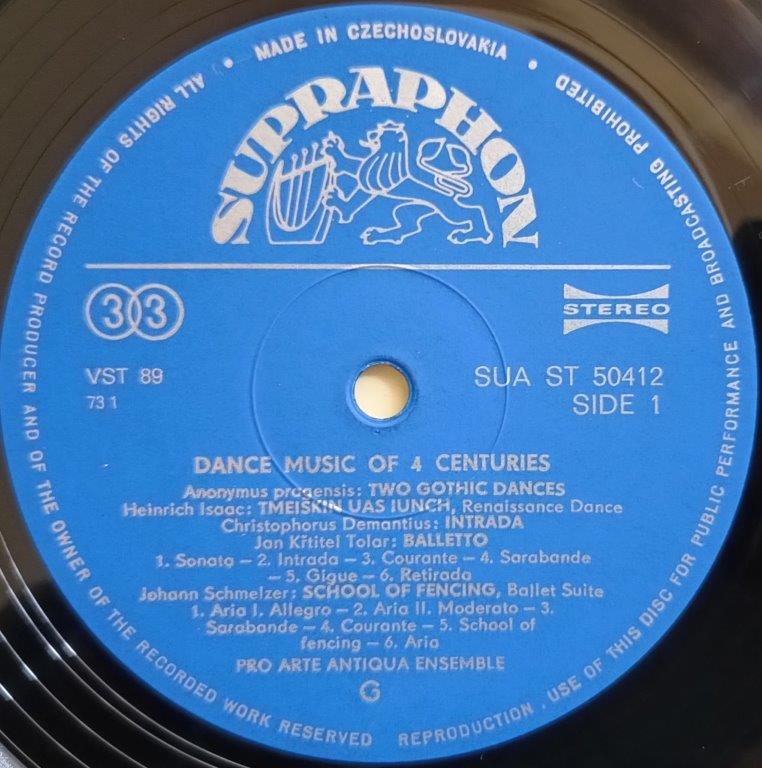 ALL RIGHTS OF THE RECORD PRODUCER AND OF THE OWNER OF THE RECORDED WORK RESERVED REPRODUCTION . USE OF THIS DISC FOR PUBLIC PERFORMANCE AND BROADCASTING PROHIBITED
• MADE IN CZECHOSLOVAKIA •
SUPRAPHON
33
STEREO
VST 89
SUA ST 50412
73 1
SIDE 1
DANCE MUSIC OF 4 CENTURIES
Anonymus pragensis: TWO GOTHIC DANCES
Heinrich Isaac: TMEISKIN UAS IUNCH, Renaissance Dance
Christophorus Demantius: INTRADA
Jan Křtitel Tolar: BALLETTO
1. Sonata – 2. Intrada – 3. Courante – 4. Sarabande
– 5. Gigue – 6. Retirada
Johann Schmelzer: SCHOOL OF FENCING, Ballet Suite
1. Aria I. Allegro – 2. Aria II. Moderato – 3.
Sarabande – 4. Courante – 5. School of
fencing – 6. Aria
PRO ARTE ANTIQUA ENSEMBLE
G